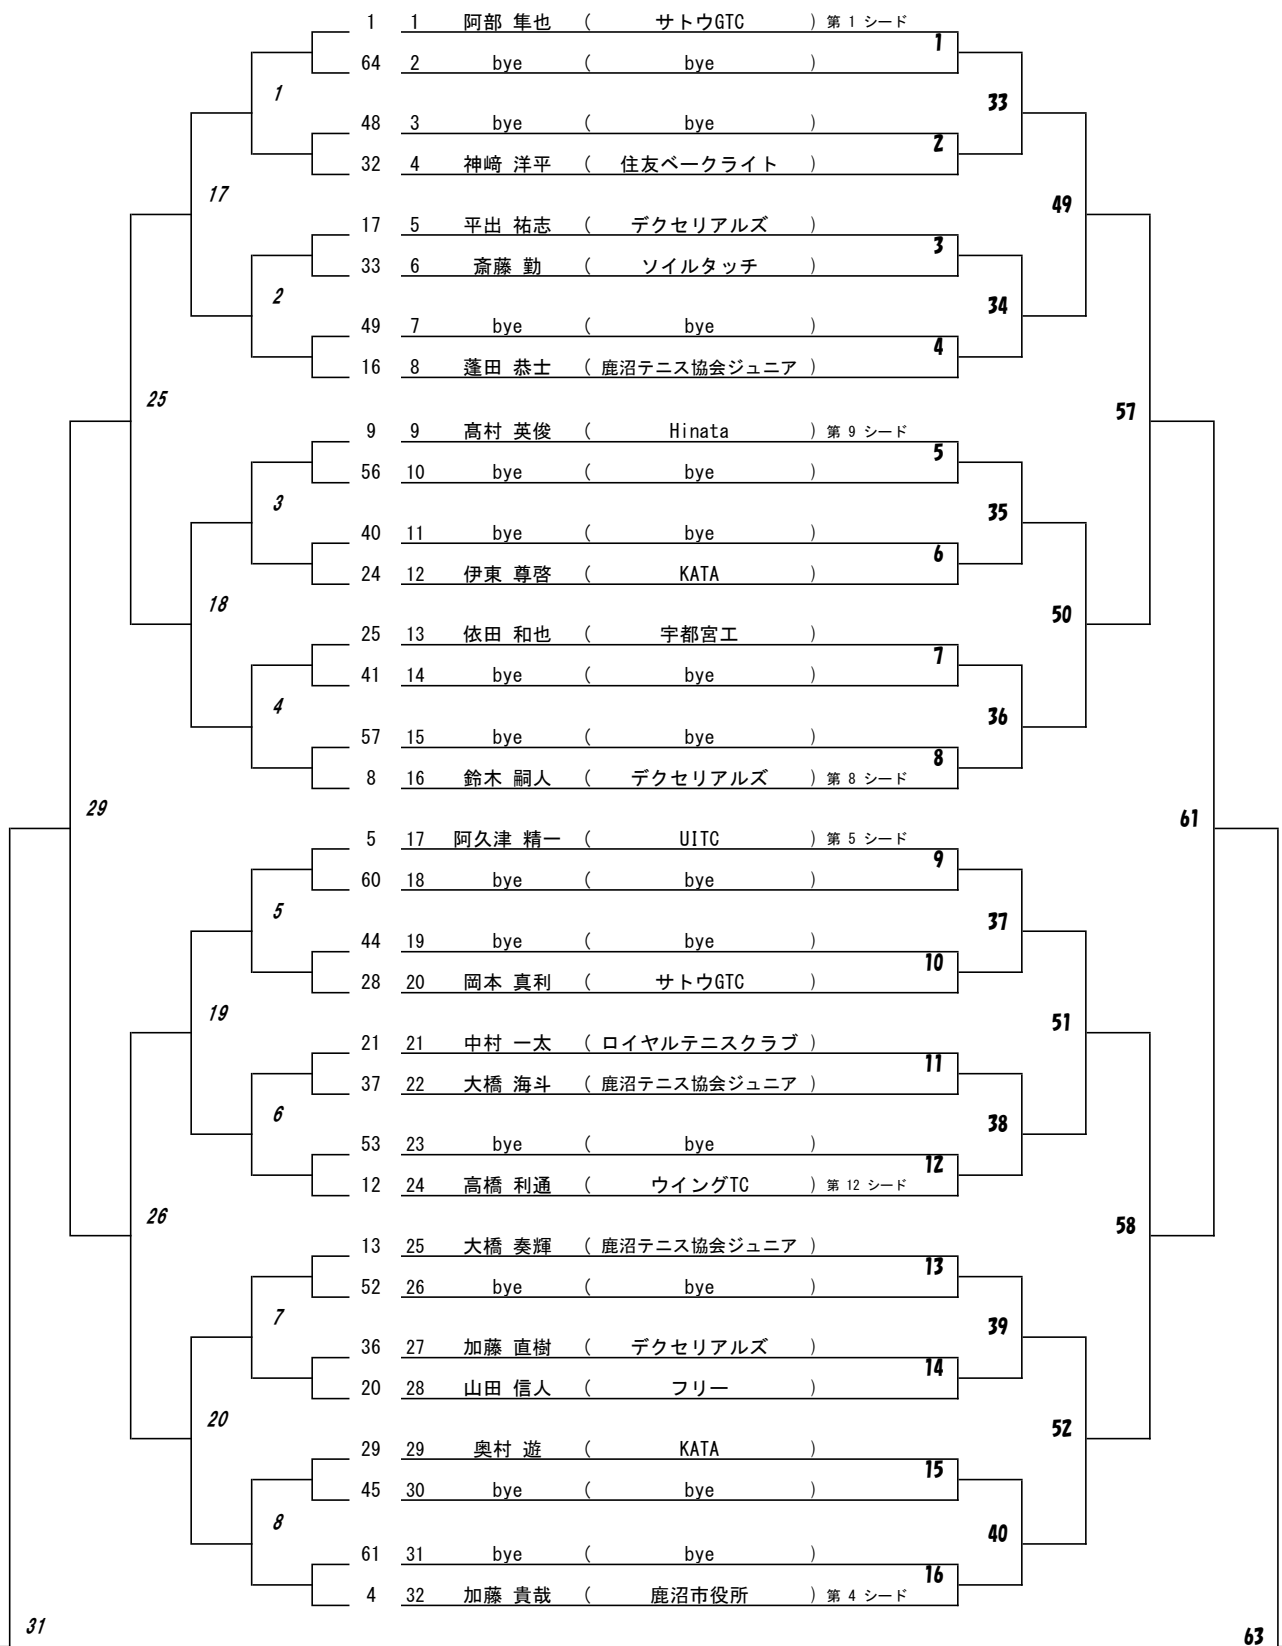 1 1 阿部 隼也 ( サトウGTC ) 第 1 シード
1
64 2 bye ( bye )
1
33
48 3 bye ( bye )
2
32 4 神﨑 洋平 ( 住友ベークライト )
17
49
17 5 平出 祐志 ( デクセリアルズ )
3
33 6 斎藤 勤 ( ソイルタッチ )
2
34
49 7 bye ( bye )
4
16 8 蓬田 恭士 ( 鹿沼テニス協会ジュニア )
25
57
9 9 髙村 英俊 ( Hinata ) 第 9 シード
5
56 10 bye ( bye )
3
35
40 11 bye ( bye )
6
24 12 伊東 尊啓 ( KATA )
18
50
25 13 依田 和也 ( 宇都宮工 )
7
41 14 bye ( bye )
4
36
57 15 bye ( bye )
8
8 16 鈴木 嗣人 ( デクセリアルズ ) 第 8 シード
29
61
5 17 阿久津 精一 ( UITC ) 第 5 シード
9
60 18 bye ( bye )
5
37
44 19 bye ( bye )
10
28 20 岡本 真利 ( サトウGTC )
19
51
21 21 中村 一太 ( ロイヤルテニスクラブ )
11
37 22 大橋 海斗 ( 鹿沼テニス協会ジュニア )
6
38
53 23 bye ( bye )
12
12 24 高橋 利通 ( ウイングTC ) 第 12 シード
26
58
13 25 大橋 奏輝 ( 鹿沼テニス協会ジュニア )
13
52 26 bye ( bye )
7
39
36 27 加藤 直樹 ( デクセリアルズ )
14
20 28 山田 信人 ( フリー )
20
52
29 29 奥村 遊 ( KATA )
15
45 30 bye ( bye )
8
40
61 31 bye ( bye )
16
4 32 加藤 貴哉 ( 鹿沼市役所 ) 第 4 シード
31
63